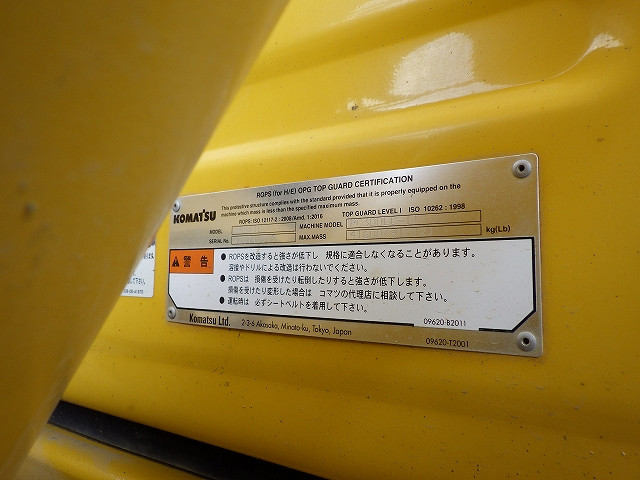 ROPS (for H/E) OPG TOP GUARD CERTIFICATION
This protective structure complies with the standard provided that it is properly equipped on the
machine which mass is less than the specified maximum mass.
KOMATSU
ROPS: ISO 12117-2 : 2008/Amd. 1:2016
TOP GUARD LEVEL I ISO 10262 : 1998
MODEL
MACHINE MODEL
SERIAL No.
MAX.MASS
kg(Lb)
警告
● ROPSを改造すると強さが低下し 規格に適合しなくなることがあります。
溶接やドリルによる改造は行わないでください。
● ROPSは 損傷を受けたり転倒したりすると強さが低下します。
損傷を受けたり変形した場合は コマツの代理店に相談して下さい。
● 運転時は 必ずシートベルトを着用して下さい。
09620-B2011
Komatsu Ltd. 2-3-6 Akasaka, Minato-ku, Tokyo, Japan
09620-T2001